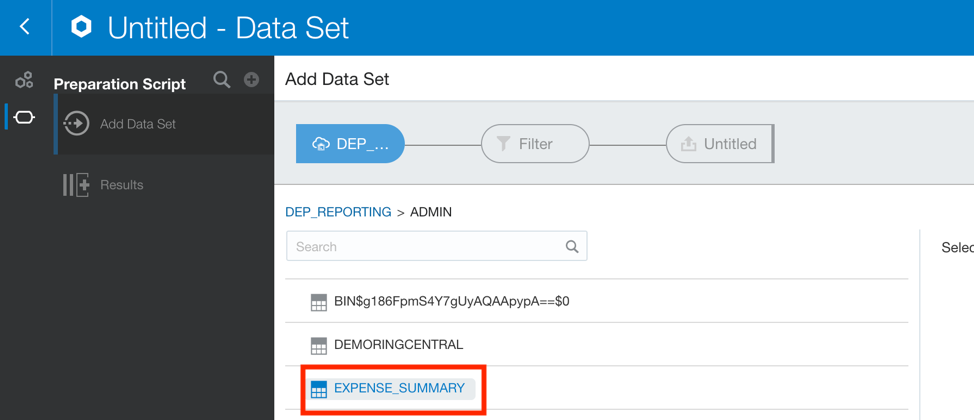 Untitled - Data Set
Preparation Script
Add Data Set
Results
Add Data Set
DEP_...
Filter
Untitled
DEP_REPORTING > ADMIN
Search
BIN$g186FpmS4Y7gUyAQAApypA==$0
DEMORINGCENTRAL
EXPENSE_SUMMARY
Selec